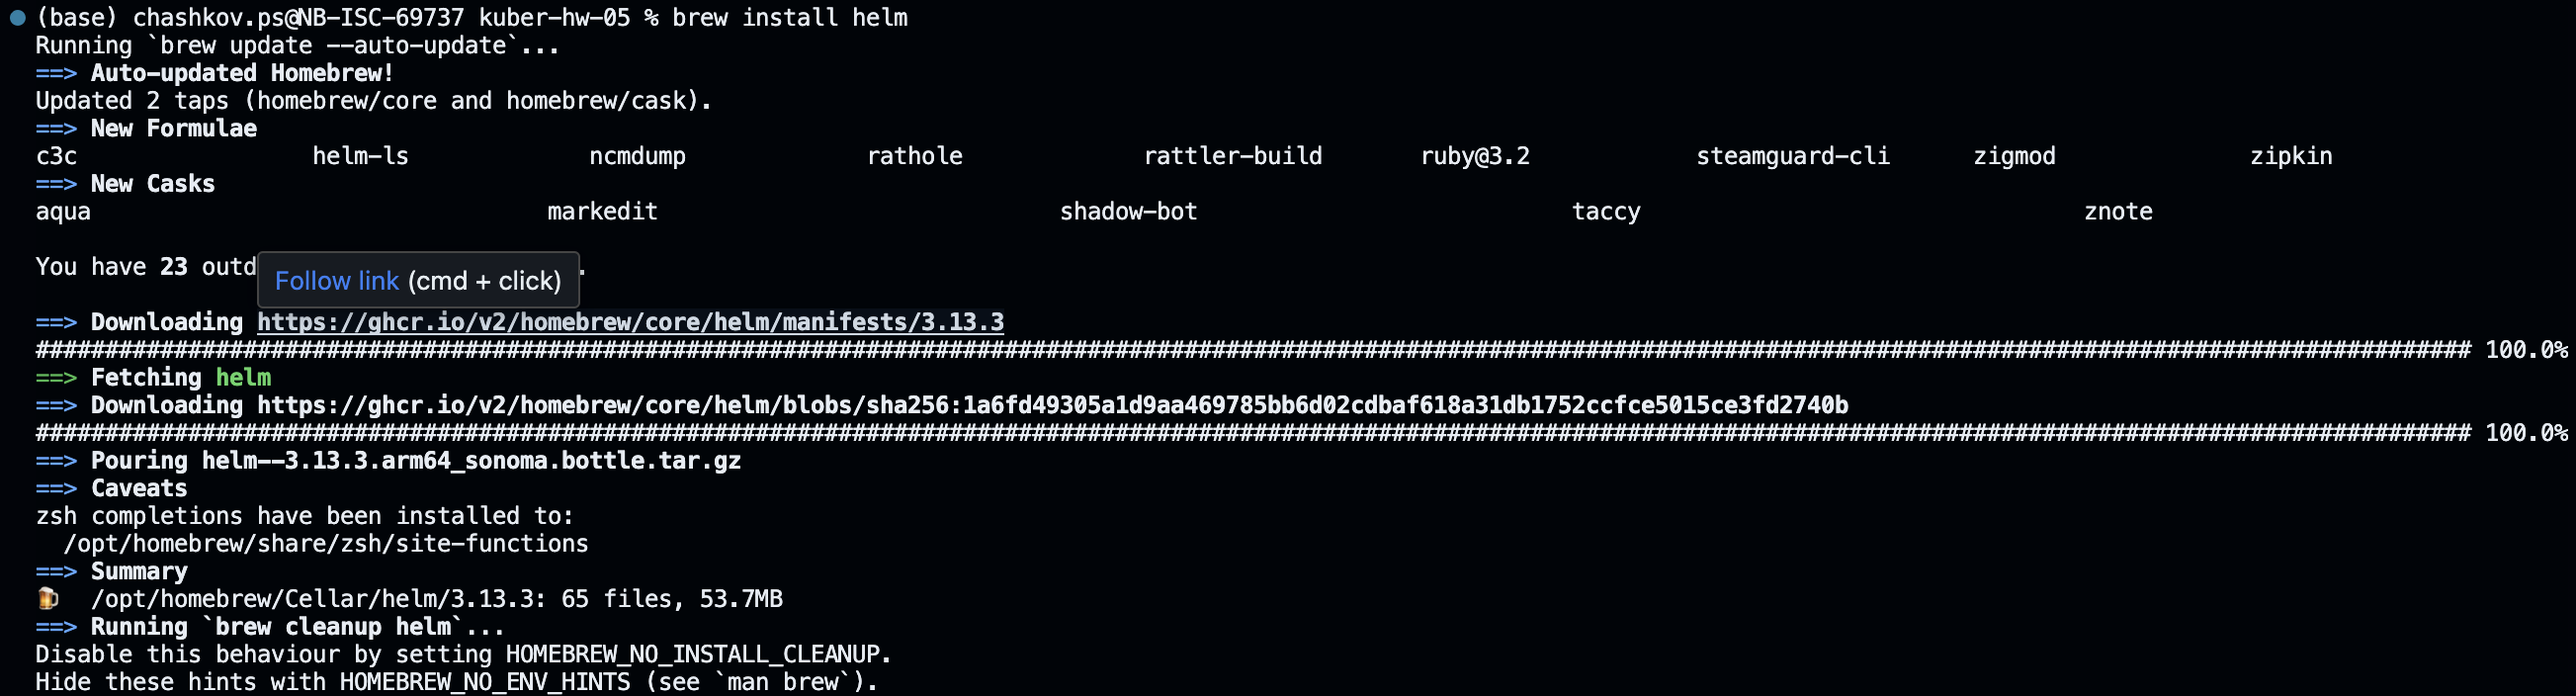 (base) chashkov.ps@NB-ISC-69737 kuber-hw-05 % brew install helm
Running `brew update --auto-update`...
==> Auto-updated Homebrew!
Updated 2 taps (homebrew/core and homebrew/cask).
==> New Formulae
c3c helm-ls ncmdump rathole rattler-build ruby@3.2 steamguard-cli zigmod zipkin
==> New Casks
aqua markedit shadow-bot taccy znote
You have 23 outd .
Follow link (cmd + click)
==> Downloading https://ghcr.io/v2/homebrew/core/helm/manifests/3.13.3
################################################################################################################################################################################ 100.0%
==> Fetching helm
==> Downloading https://ghcr.io/v2/homebrew/core/helm/blobs/sha256:1a6fd49305a1d9aa469785bb6d02cdbaf618a31db1752ccfce5015ce3fd2740b
################################################################################################################################################################################ 100.0%
==> Pouring helm--3.13.3.arm64_sonoma.bottle.tar.gz
==> Caveats
zsh completions have been installed to:
/opt/homebrew/share/zsh/site-functions
==> Summary
🍺 /opt/homebrew/Cellar/helm/3.13.3: 65 files, 53.7MB
==> Running `brew cleanup helm`...
Disable this behaviour by setting HOMEBREW_NO_INSTALL_CLEANUP.
Hide these hints with HOMEBREW_NO_ENV_HINTS (see `man brew`).